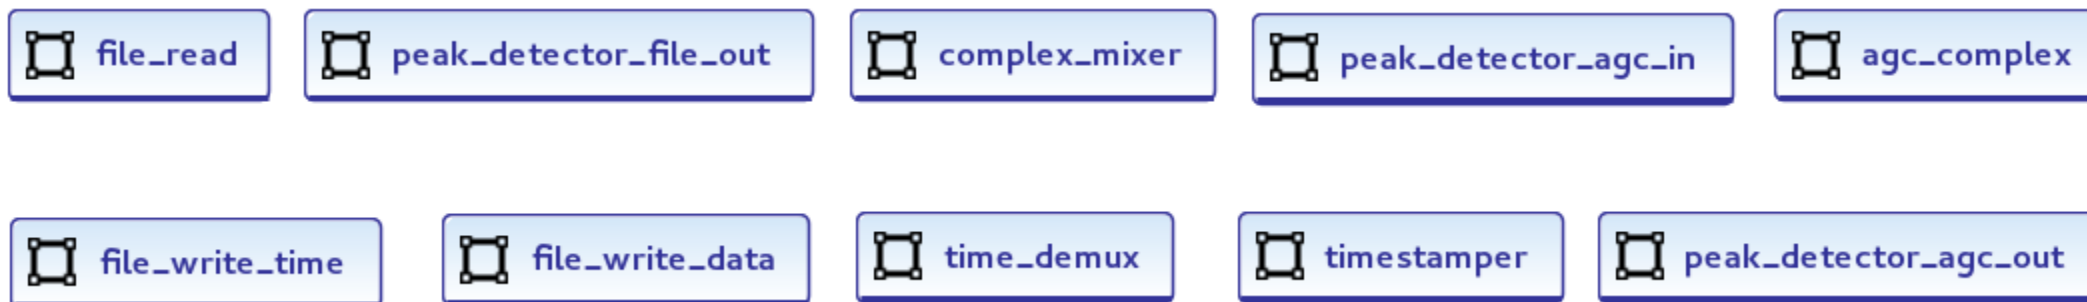 file_read peak_detector_file_out complex_mixer peak_detector_agc_in agc_complex
file_write_time file_write_data time_demux timestamper peak_detector_agc_out